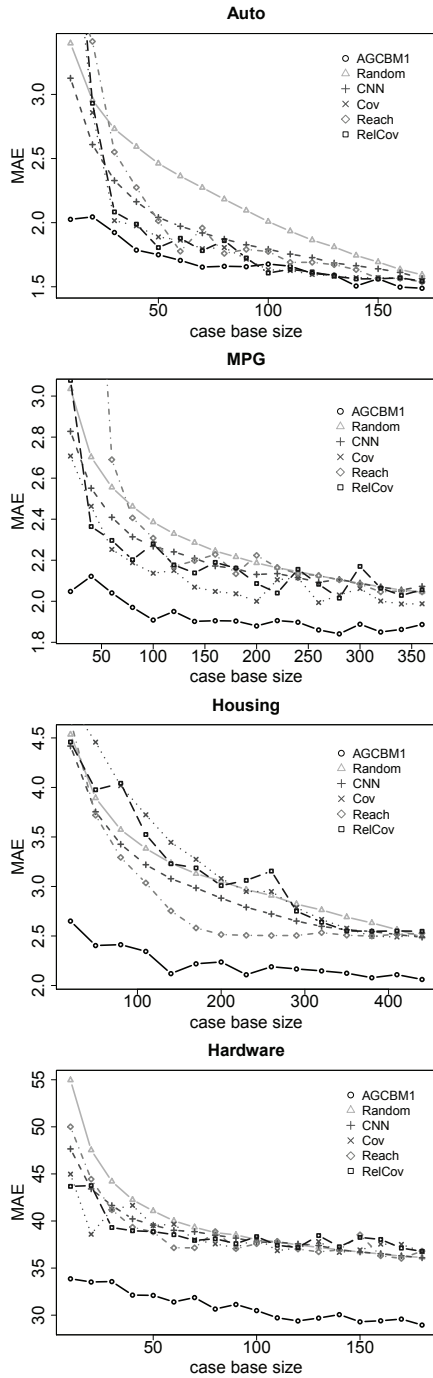 Auto
3.0
2.5
2.0
1.5
MAE
AGCBM1
Random
CNN
Cov
Reach
RelCov
50 100 150
case base size
MPG
3.0
2.8
2.6
2.4
2.2
2.0
1.8
MAE
AGCBM1
Random
CNN
Cov
Reach
RelCov
50 100 150 200 250 300 350
case base size
Housing
4.5
4.0
3.5
3.0
2.5
2.0
MAE
AGCBM1
Random
CNN
Cov
Reach
RelCov
100 200 300 400
case base size
Hardware
55
50
45
40
35
30
MAE
AGCBM1
Random
CNN
Cov
Reach
RelCov
50 100 150
case base size